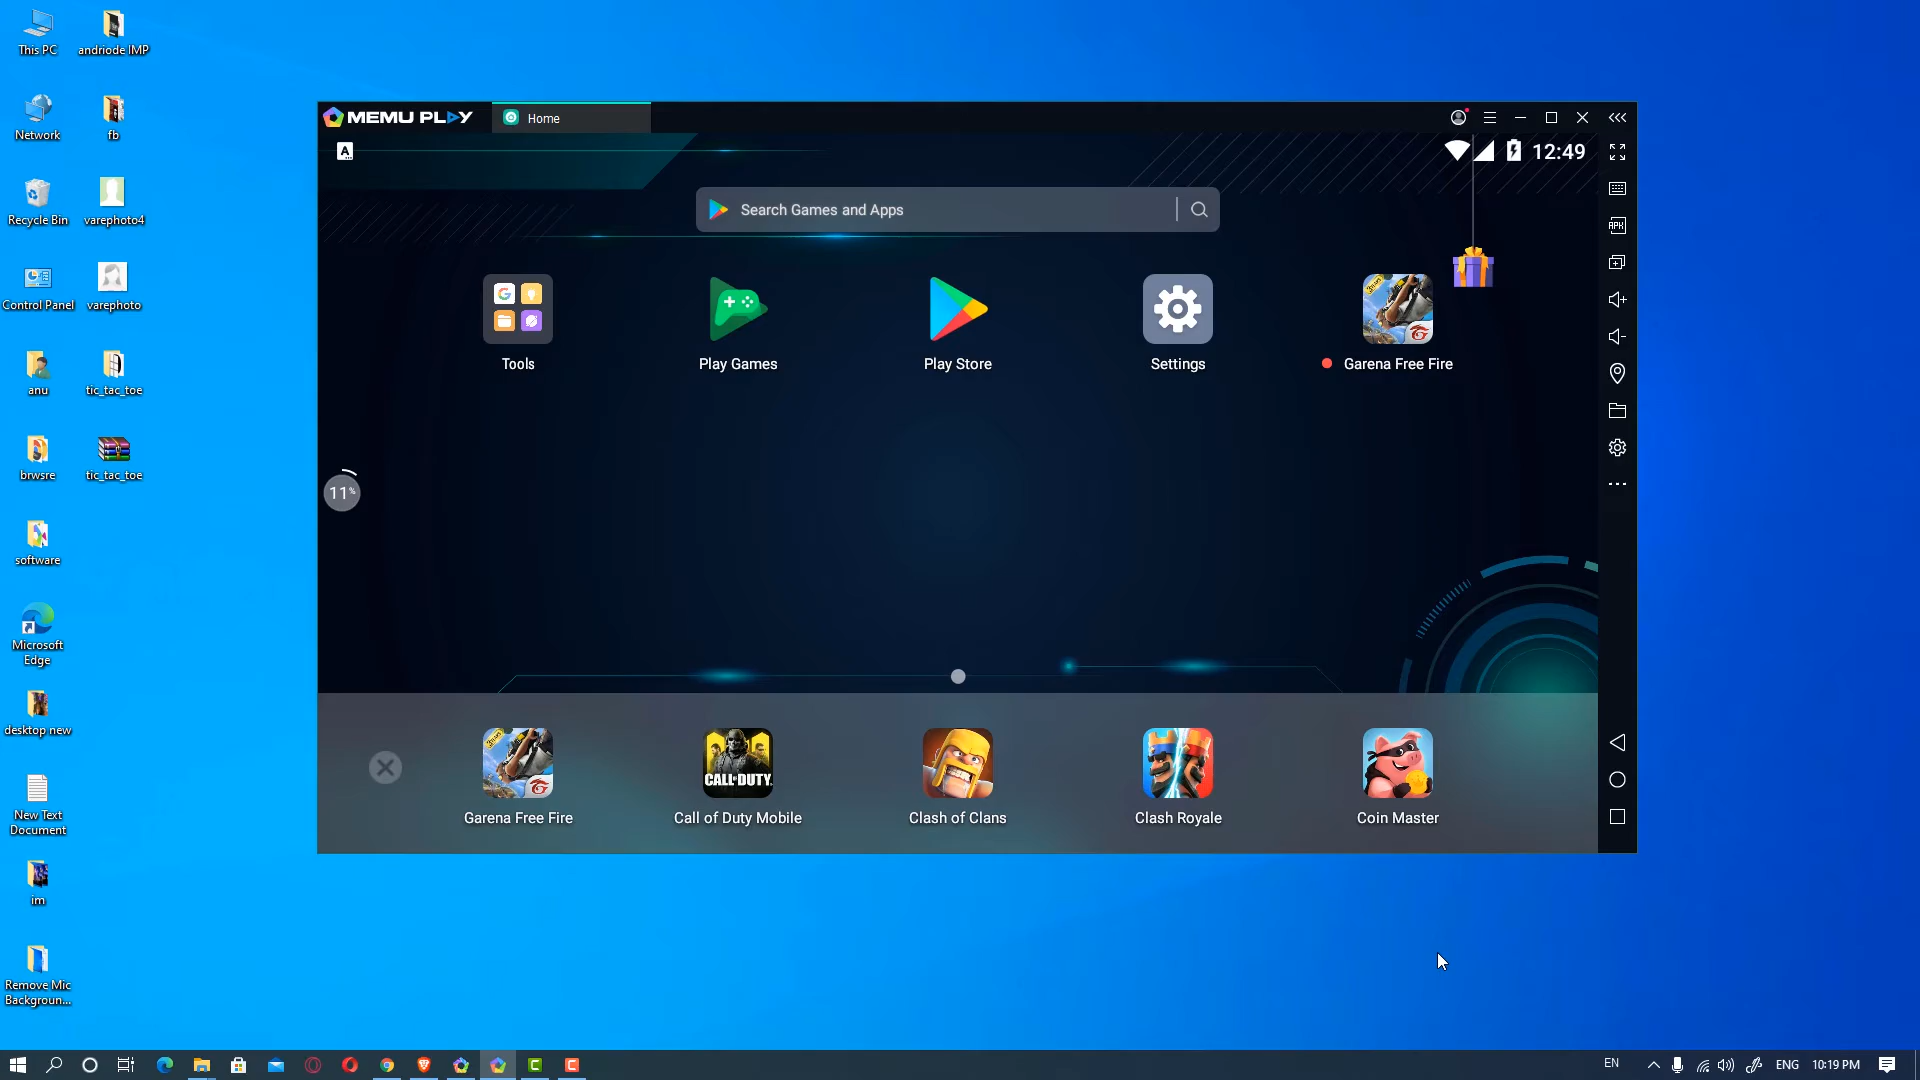 This PC
andriode IMP
Network
fb
Recycle Bin
varephoto4
Control Panel
varephoto
anu
tic_tac_toe
brwsre
tic_tac_toe
software
Microsoft
Edge
desktop new
New Text
Document
im
Remove Mic
Backgroun...
MEMU PLAY
Home
A
12:49
Search Games and Apps
APK
Tools
Play Games
Play Store
Settings
Garena Free Fire
11%
CALL OF DUTY.
Garena Free Fire
Call of Duty Mobile
Clash of Clans
Clash Royale
Coin Master
EN
ENG
10:19 PM